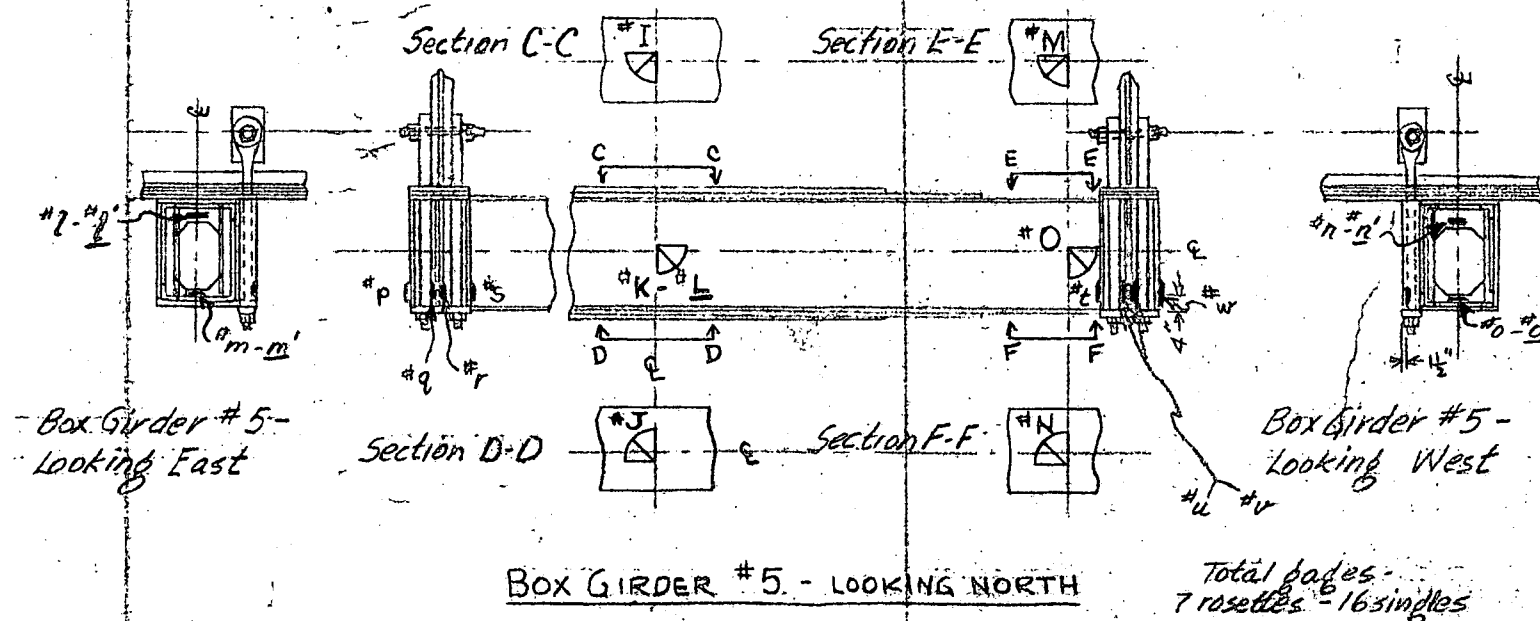 Section C-C
#I
Section E-E
#M
℄
℄
C C
E E
#l-#l'
#n-#n'
#O
℄
#K-#L
#p
#s
#t
#w
4"
#m-m'
#o-#o
D D
℄
F F
#q
#r
1½"
Box Girder #5-
Looking East
Section D-D
#J
℄
Section F-F
#N
Box Girder #5-
Looking West
#u #v
BOX GIRDER #5. - LOOKING NORTH
Total gages-
7 rosettes - 16 singles